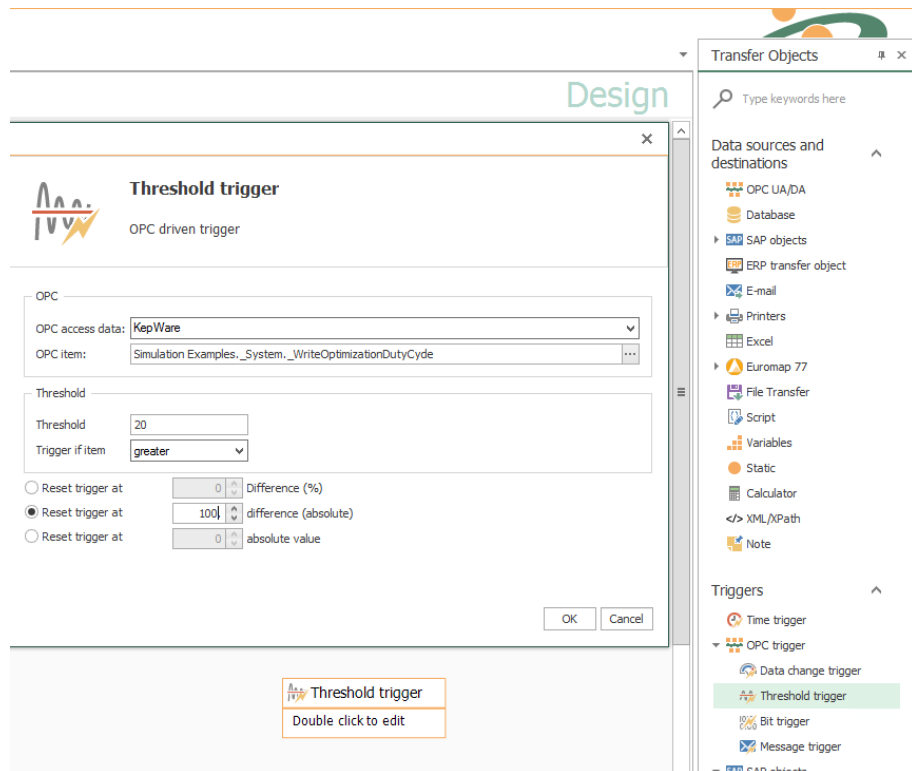 Transfer Objects
Design
Type keywords here
Threshold trigger
OPC driven trigger
OPC
OPC access data: KepWare
OPC item: Simulation Examples._System._WriteOptimizationDutyCycle ...
Threshold
Threshold 20
Trigger if item greater
Reset trigger at 0 Difference (%)
Reset trigger at 100 difference (absolute)
Reset trigger at 0 absolute value
OK Cancel
Threshold trigger
Double click to edit
Data sources and
destinations
OPC UA/DA
Database
SAP SAP objects
ERP ERP transfer object
E-mail
Printers
Excel
Euromap 77
File Transfer
Script
Variables
Static
Calculator
</> XML/XPath
Note
Triggers
Time trigger
OPC trigger
Data change trigger
Threshold trigger
Bit trigger
Message trigger
SAP SAP objects